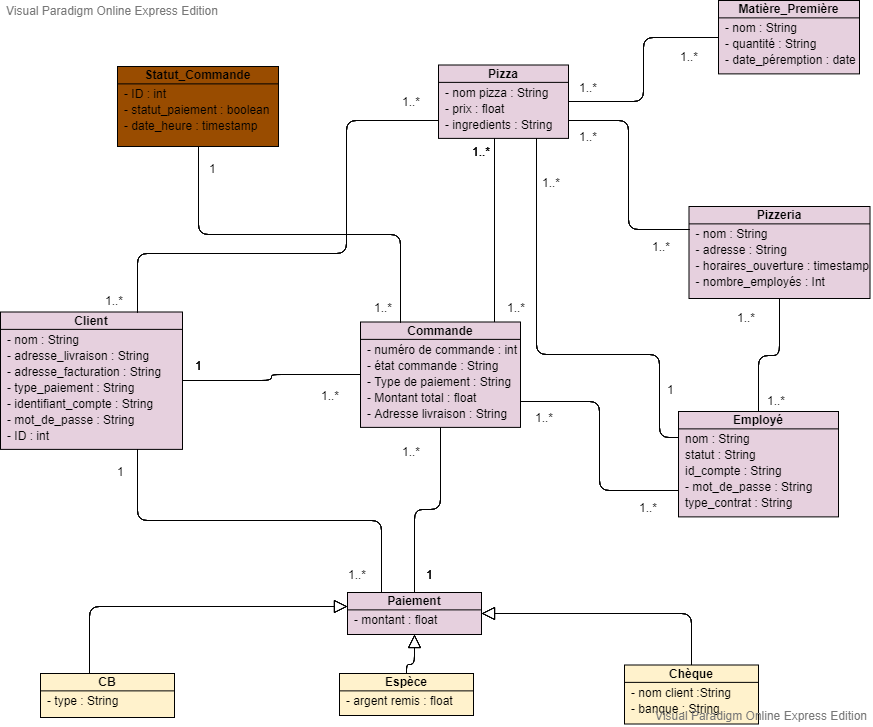 Visual Paradigm Online Express Edition
Matière_Première
- nom : String
- quantité : String
- date_péremption : date
1..*
1..*
Statut_Commande
- ID : int
- statut_paiement : boolean
- date_heure : timestamp
1
Pizza
- nom pizza : String
- prix : float
- ingredients : String
1..*
1..*
1..*
1..*
Pizzeria
- nom : String
- adresse : String
- horaires_ouverture : timestamp
- nombre_employés : Int
1..*
1..*
1..*
1..*
1..*
Client
- nom : String
- adresse_livraison : String
- adresse_facturation : String
- type_paiement : String
- identifiant_compte : String
- mot_de_passe : String
- ID : int
1
1..*
Commande
- numéro de commande : int
- état commande : String
- Type de paiement : String
- Montant total : float
- Adresse livraison : String
1
1..*
Employé
nom : String
statut : String
id_compte : String
- mot_de_passe : String
type_contrat : String
1..*
1..*
1..*
1
1..*
1
Paiement
- montant : float
CB
- type : String
Espèce
- argent remis : float
Chèque
- nom client :String
- banque : String
Visual Paradigm Online Express Edition